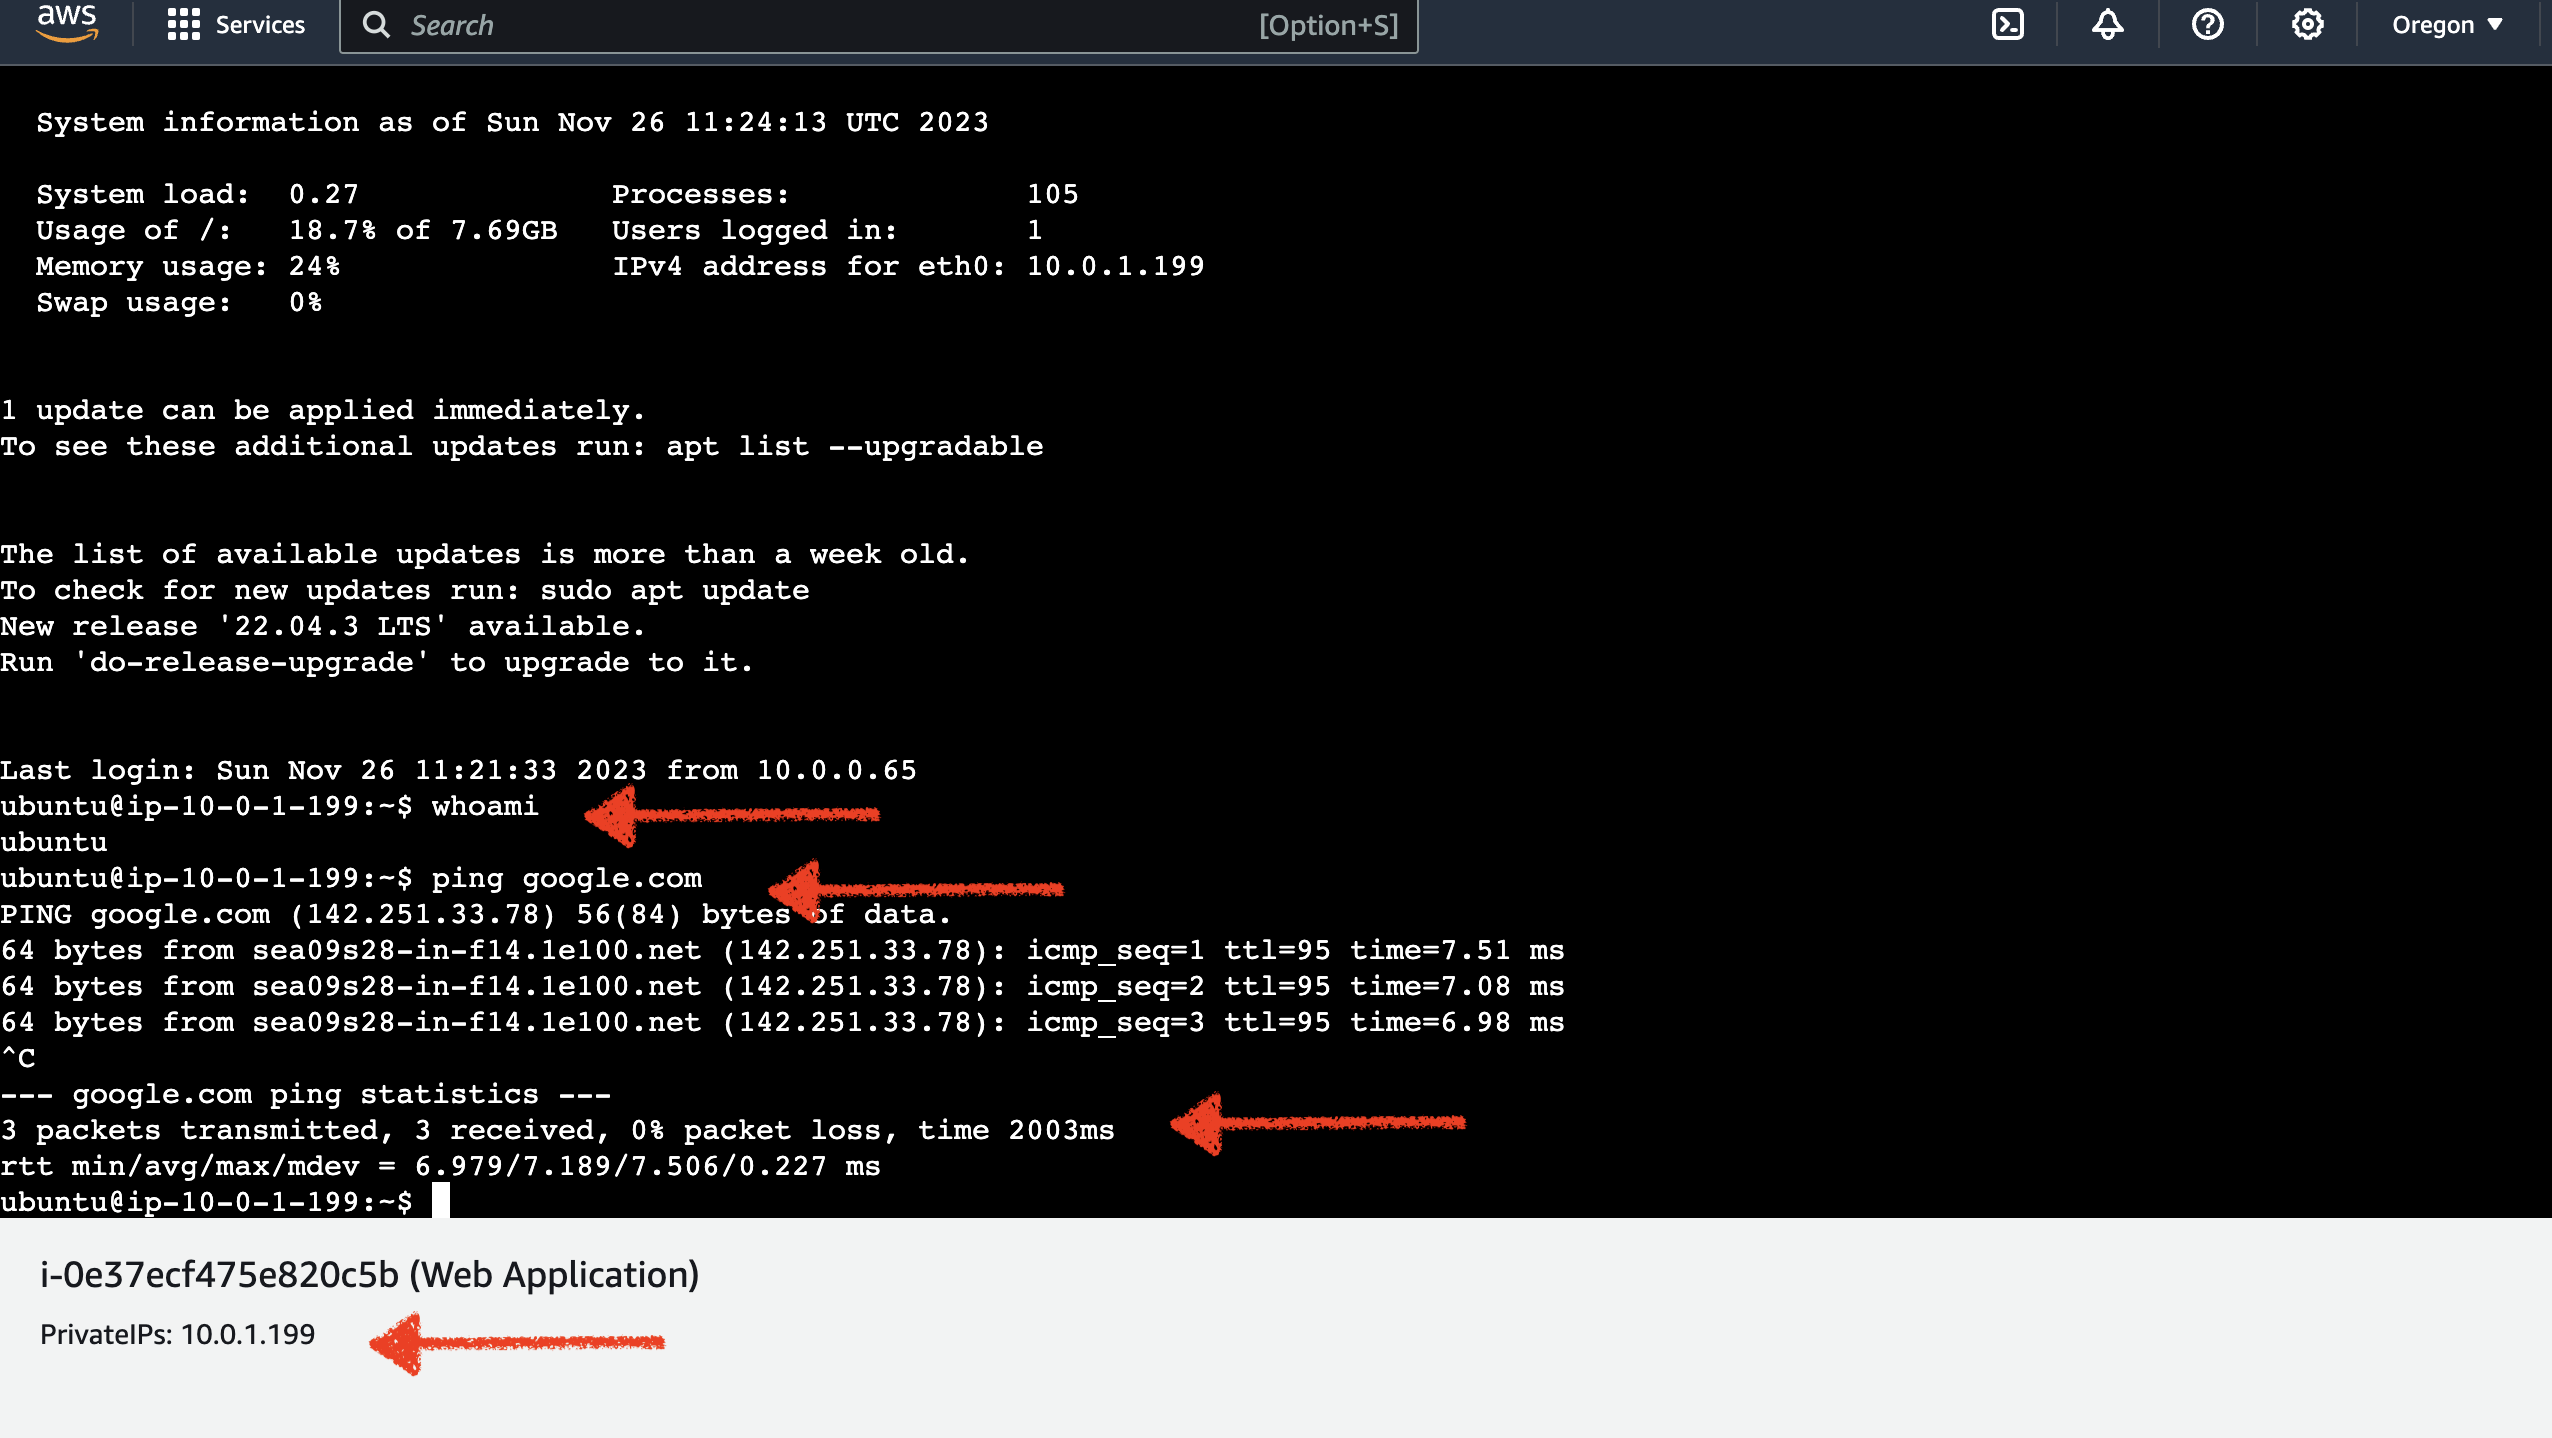 aws
Services
Search [Option+S]
Oregon
System information as of Sun Nov 26 11:24:13 UTC 2023
System load: 0.27 Processes: 105
Usage of /: 18.7% of 7.69GB Users logged in: 1
Memory usage: 24% IPv4 address for eth0: 10.0.1.199
Swap usage: 0%
1 update can be applied immediately.
To see these additional updates run: apt list --upgradable
The list of available updates is more than a week old.
To check for new updates run: sudo apt update
New release '22.04.3 LTS' available.
Run 'do-release-upgrade' to upgrade to it.
Last login: Sun Nov 26 11:21:33 2023 from 10.0.0.65
ubuntu@ip-10-0-1-199:~$ whoami
ubuntu
ubuntu@ip-10-0-1-199:~$ ping google.com
PING google.com (142.251.33.78) 56(84) bytes of data.
64 bytes from sea09s28-in-f14.1e100.net (142.251.33.78): icmp_seq=1 ttl=95 time=7.51 ms
64 bytes from sea09s28-in-f14.1e100.net (142.251.33.78): icmp_seq=2 ttl=95 time=7.08 ms
64 bytes from sea09s28-in-f14.1e100.net (142.251.33.78): icmp_seq=3 ttl=95 time=6.98 ms
^C
--- google.com ping statistics ---
3 packets transmitted, 3 received, 0% packet loss, time 2003ms
rtt min/avg/max/mdev = 6.979/7.189/7.506/0.227 ms
ubuntu@ip-10-0-1-199:~$
i-0e37ecf475e820c5b (Web Application)
PrivateIPs: 10.0.1.199